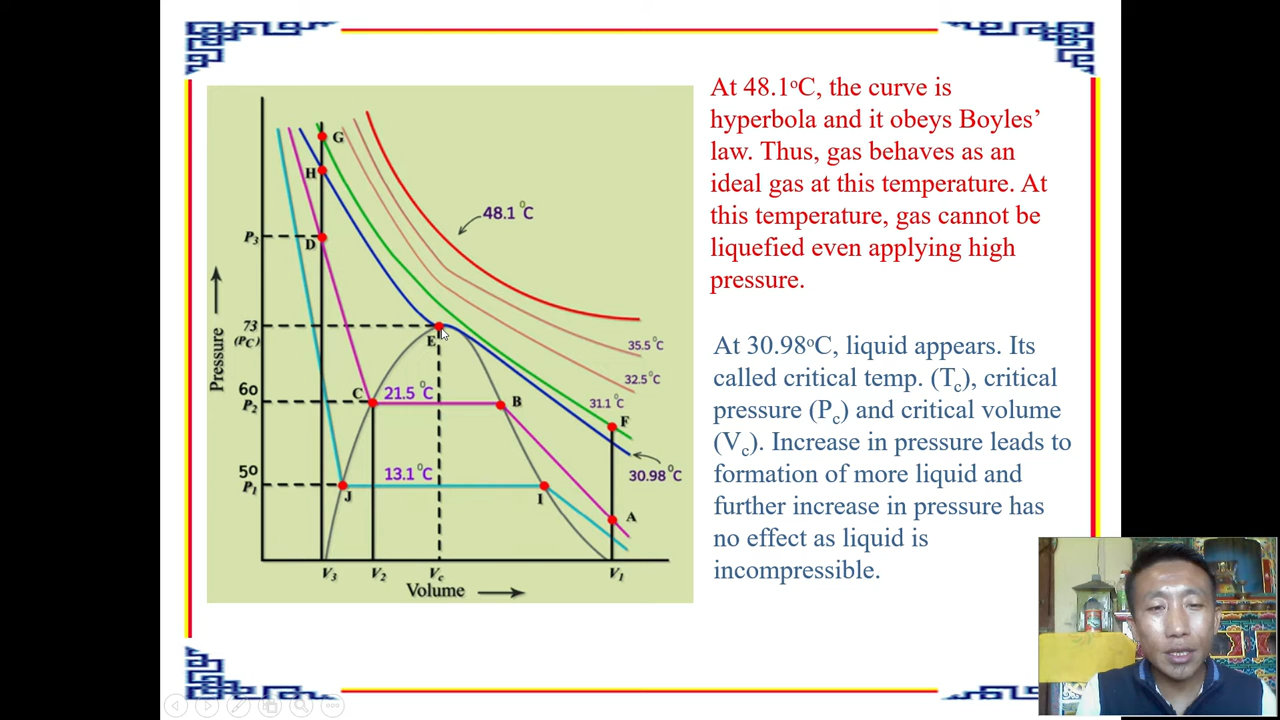 At 48.1°C, the curve is
hyperbola and it obeys Boyles’
law. Thus, gas behaves as an
ideal gas at this temperature. At
this temperature, gas cannot be
liquefied even applying high
pressure.
At 30.98°C, liquid appears. Its
called critical temp. (Tc), critical
pressure (Pc) and critical volume
(Vc). Increase in pressure leads to
formation of more liquid and
further increase in pressure has
no effect as liquid is
incompressible.
G
H
48.1 °C
P3
D
Pressure
73
(PC)
E
35.5°C
32.5°C
60
P2
C
21.5 °C
B
31.1°C
F
50
P1
13.1°C
30.98°C
J
I
A
V3
V2
Vc
V1
Volume